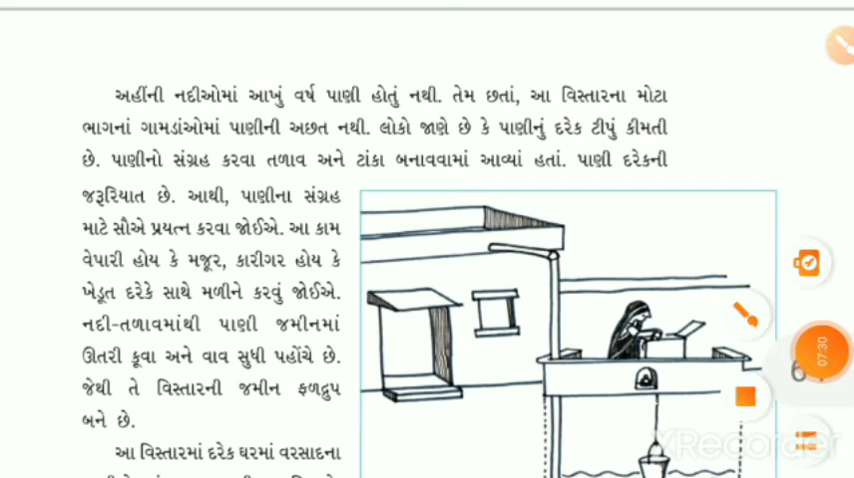 અહીંની નદીઓમાં આખું વર્ષ પાણી હોતું નથી. તેમ છતાં, આ વિસ્તારના મોટા
ભાગનાં ગામડાંઓમાં પાણીની અછત નથી. લોકો જાણે છે કે પાણીનું દરેક ટીપું કીમતી
છે. પાણીનો સંગ્રહ કરવા તળાવ અને ટાંકા બનાવવામાં આવ્યાં હતાં. પાણી દરેકની
જરૂરિયાત છે. આથી, પાણીના સંગ્રહ
માટે સૌએ પ્રયત્ન કરવા જોઈએ. આ કામ
વેપારી હોય કે મજૂર, કારીગર હોય કે
ખેડૂત દરેકે સાથે મળીને કરવું જોઈએ.
નદી-તળાવમાંથી પાણી જમીનમાં
ઊતરી કૂવા અને વાવ સુધી પહોંચે છે.
જેથી તે વિસ્તારની જમીન ફળદ્રુપ
બને છે.
આ વિસ્તારમાં દરેક ઘરમાં વરસાદના
07:30
XRecorder